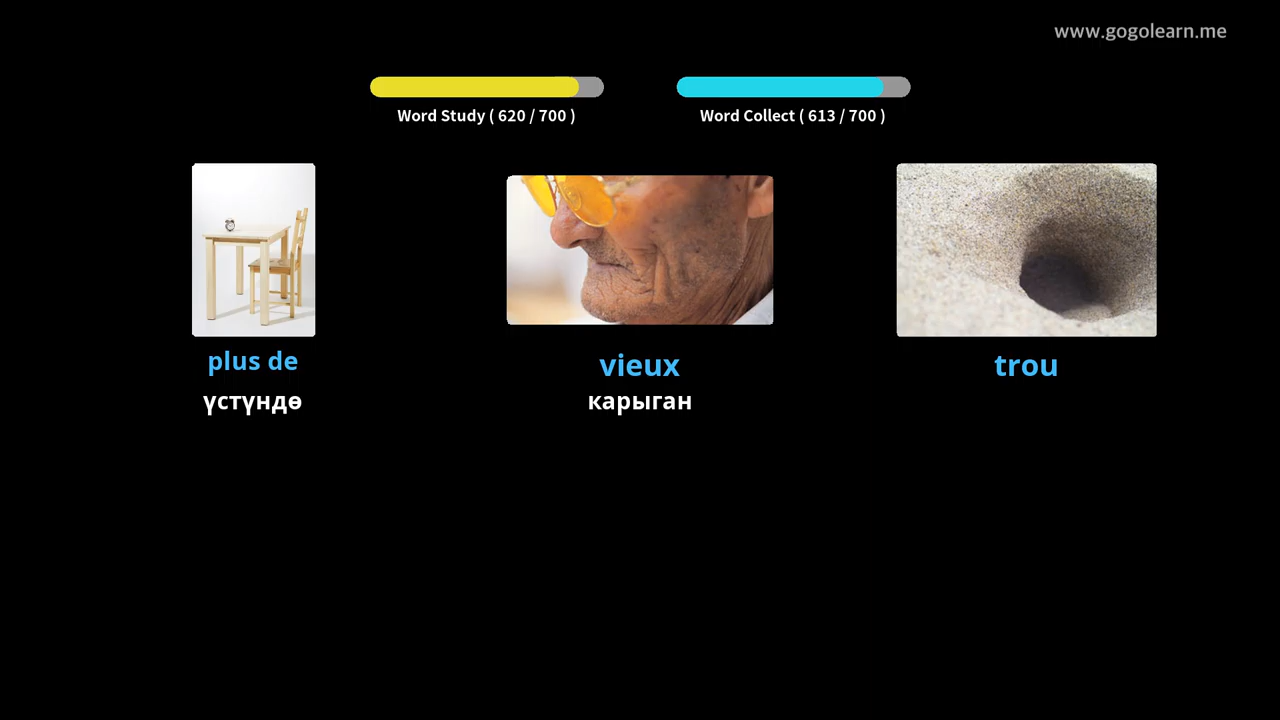 www.gogolearn.me
Word Study ( 620 / 700 )
Word Collect ( 613 / 700 )
plus de
vieux
trou
үстүндө
карыган